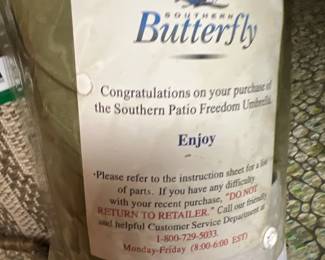 SOUTHERN
Butterfly
Congratulations on your purchase of
the Southern Patio Freedom Umbrella.
Enjoy
•Please refer to the instruction sheet for a list
of parts. If you have any difficulty
with your recent purchase, "DO NOT
RETURN TO RETAILER." Call our friendly
and helpful Customer Service Department at
1-800-729-5033.
Monday-Friday (8:00-6:00 EST)